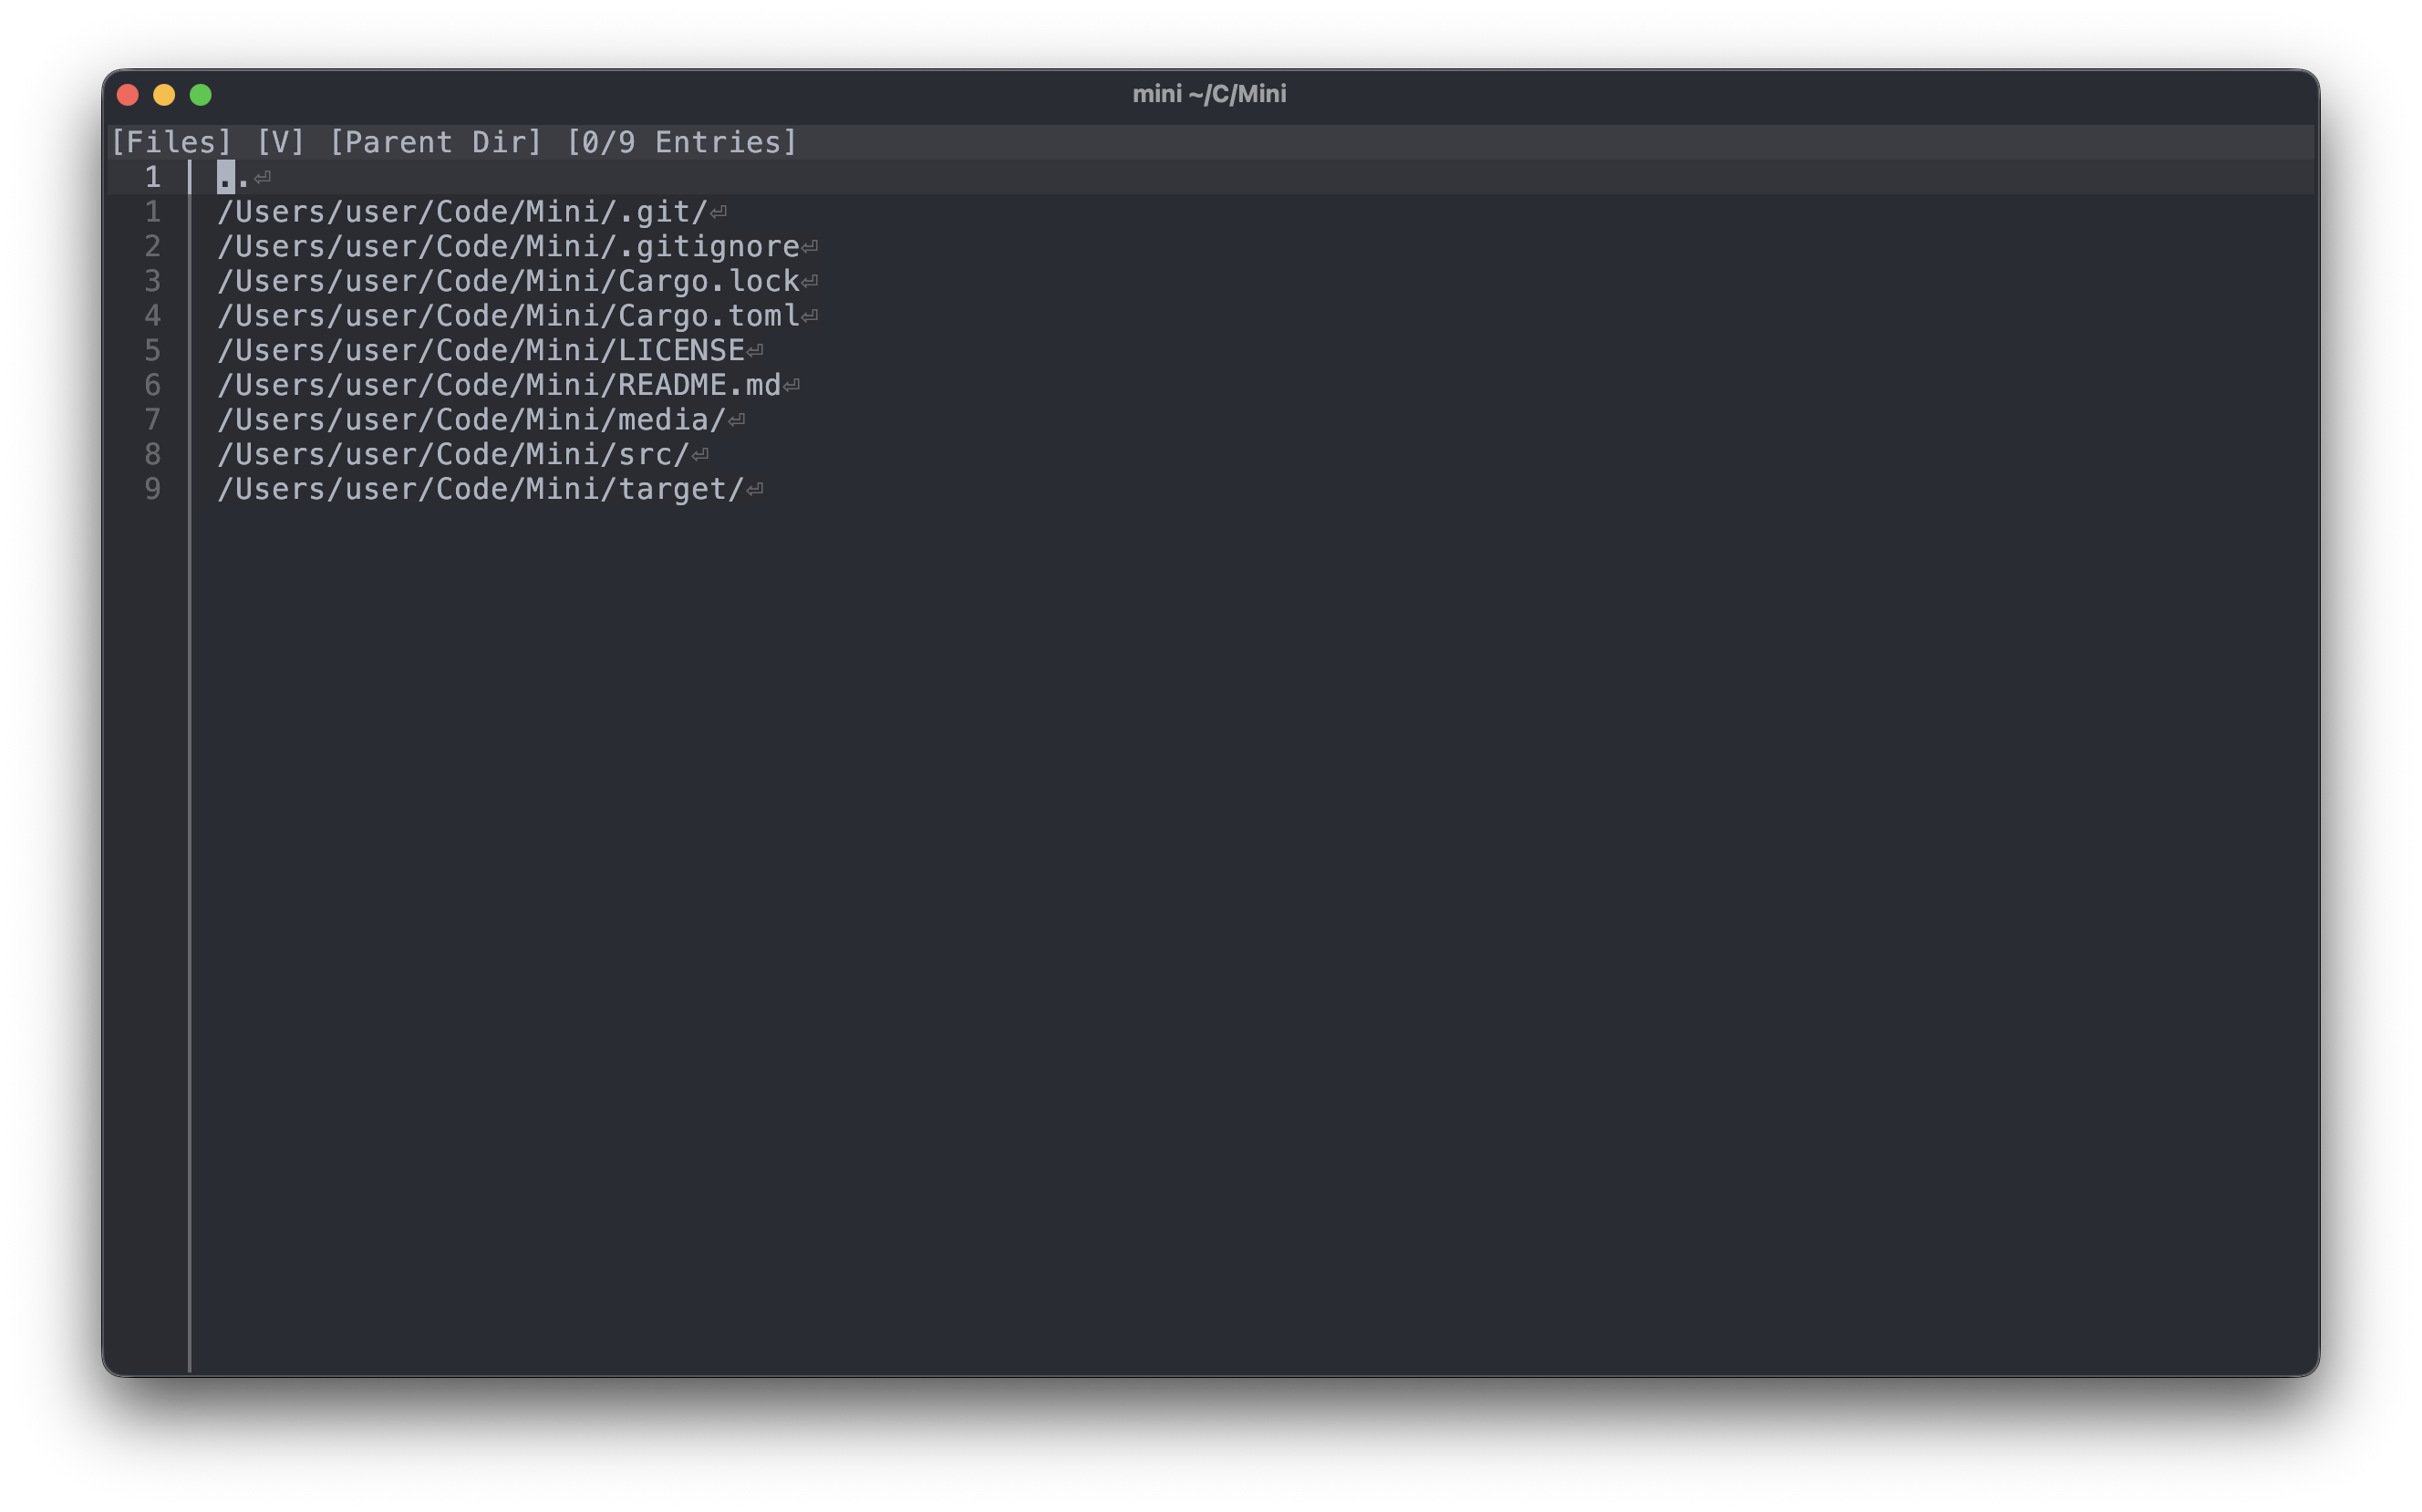 mini ~/C/Mini
[Files] [V] [Parent Dir] [0/9 Entries]
1 ..⏎
1 /Users/user/Code/Mini/.git/⏎
2 /Users/user/Code/Mini/.gitignore⏎
3 /Users/user/Code/Mini/Cargo.lock⏎
4 /Users/user/Code/Mini/Cargo.toml⏎
5 /Users/user/Code/Mini/LICENSE⏎
6 /Users/user/Code/Mini/README.md⏎
7 /Users/user/Code/Mini/media/⏎
8 /Users/user/Code/Mini/src/⏎
9 /Users/user/Code/Mini/target/⏎